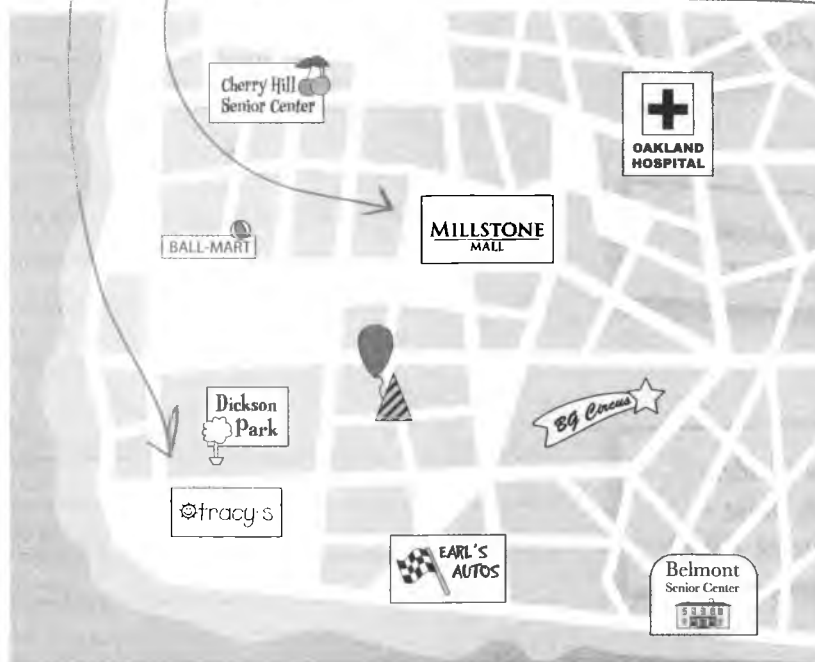 Cherry Hill
Senior Center
OAKLAND
HOSPITAL
MILLSTONE
MALL
BALL-MART
Dickson
Park
BG Circus
tracy's
EARL'S
AUTOS
Belmont
Senior Center